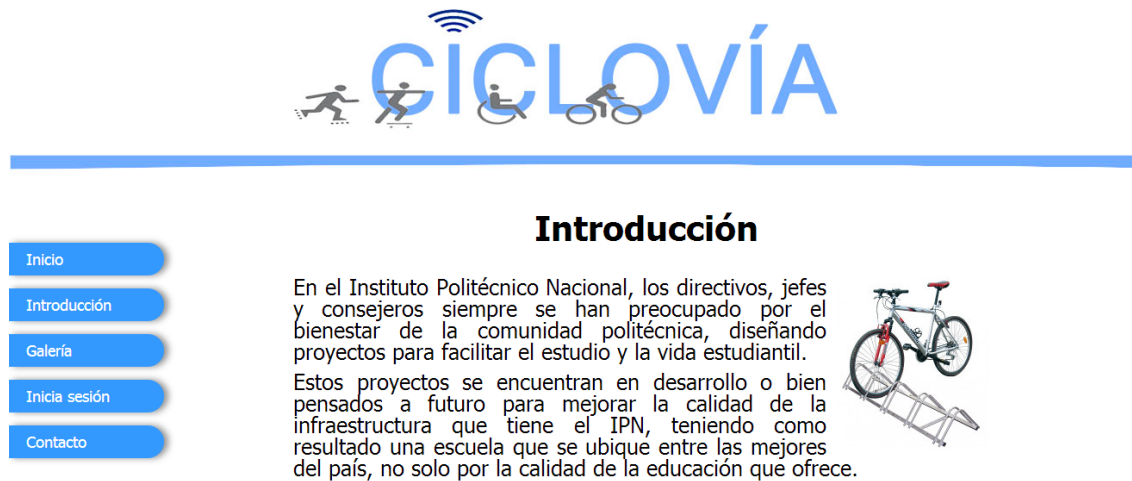 CICLOVÍA
Introducción
Inicio
Introducción
Galería
Inicia sesión
Contacto
En el Instituto Politécnico Nacional, los directivos, jefes
y consejeros siempre se han preocupado por el
bienestar de la comunidad politécnica, diseñando
proyectos para facilitar el estudio y la vida estudiantil.
Estos proyectos se encuentran en desarrollo o bien
pensados a futuro para mejorar la calidad de la
infraestructura que tiene el IPN, teniendo como
resultado una escuela que se ubique entre las mejores
del país, no solo por la calidad de la educación que ofrece.